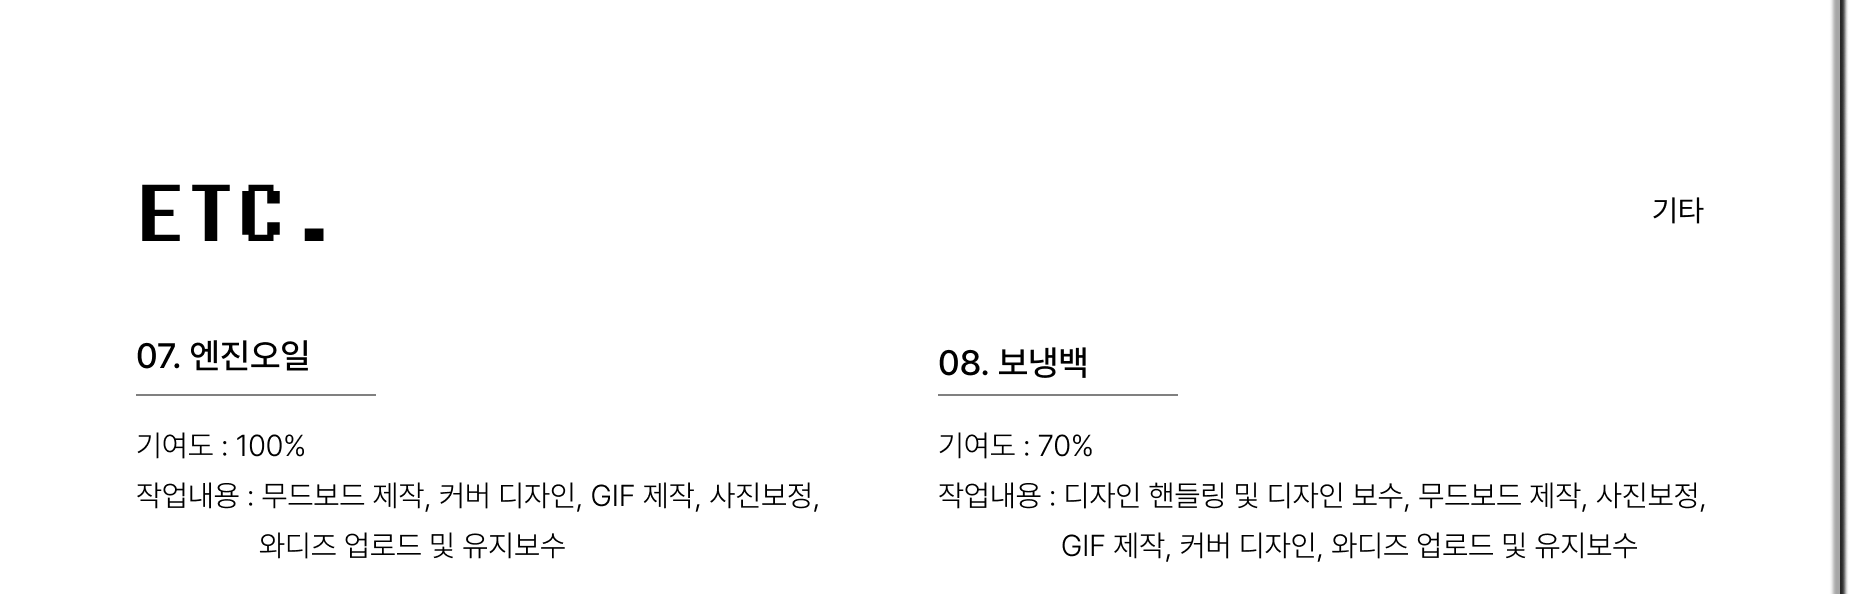 ETC.
기타
07. 엔진오일
기여도 : 100%
작업내용 : 무드보드 제작, 커버 디자인, GIF 제작, 사진보정,
와디즈 업로드 및 유지보수
08. 보냉백
기여도 : 70%
작업내용 : 디자인 핸들링 및 디자인 보수, 무드보드 제작, 사진보정,
GIF 제작, 커버 디자인, 와디즈 업로드 및 유지보수